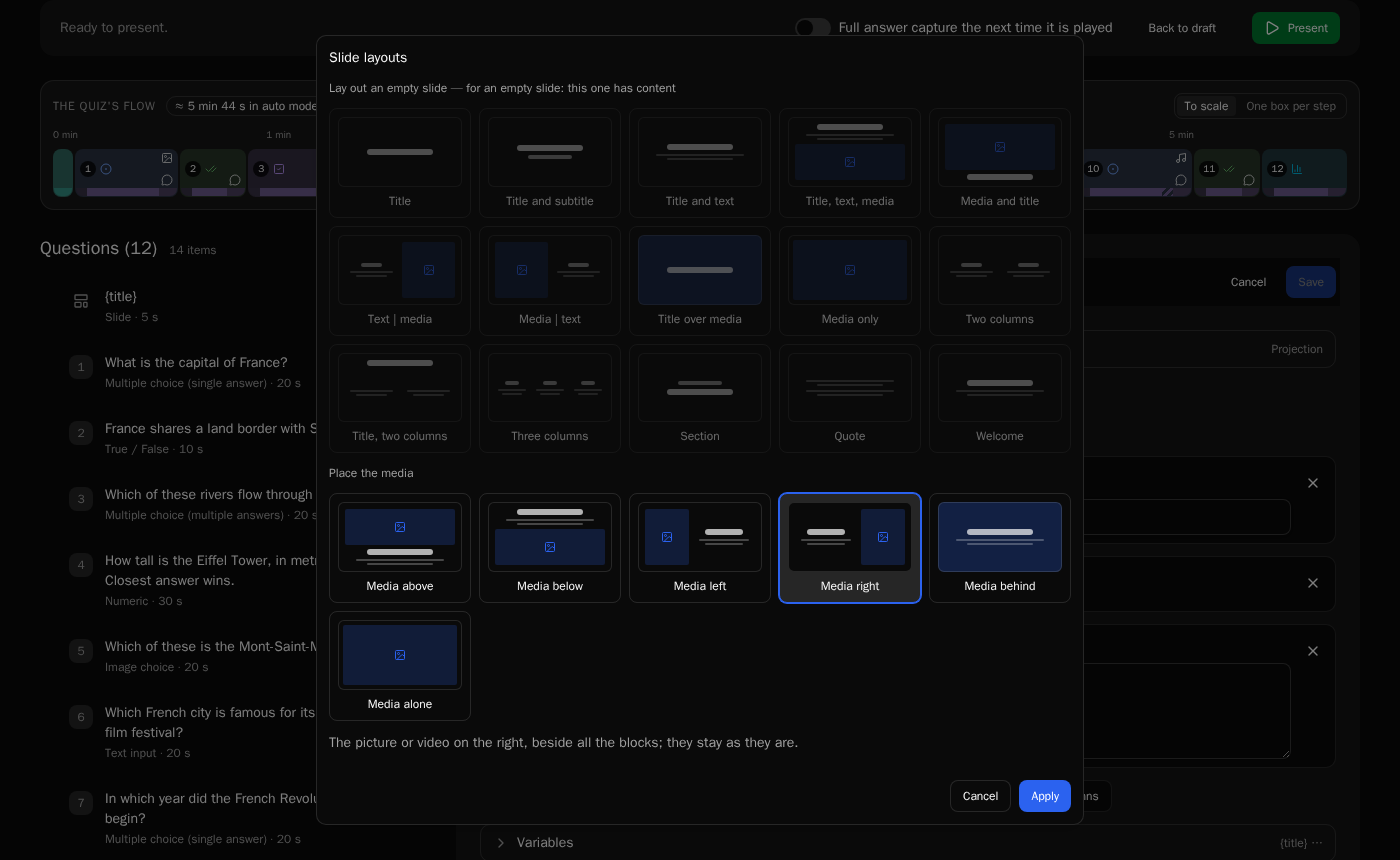 Ready to present.
Full answer capture the next time it is played
Back to draft
Present
Slide layouts
Lay out an empty slide — for an empty slide: this one has content
THE QUIZ'S FLOW
≈ 5 min 44 s in auto mode
To scale
One box per step
0 min
1 min
5 min
1
2
3
10
11
12
Title
Title and subtitle
Title and text
Title, text, media
Media and title
Text | media
Media | text
Title over media
Media only
Two columns
Title, two columns
Three columns
Section
Quote
Welcome
Place the media
Media above
Media below
Media left
Media right
Media behind
Media alone
The picture or video on the right, beside all the blocks; they stay as they are.
Cancel
Apply
Questions (12)
14 items
{title}
Slide · 5 s
1
What is the capital of France?
Multiple choice (single answer) · 20 s
2
France shares a land border with S
True / False · 10 s
3
Which of these rivers flow through
Multiple choice (multiple answers) · 20 s
4
How tall is the Eiffel Tower, in metr
Closest answer wins.
Numeric · 30 s
5
Which of these is the Mont-Saint-M
Image choice · 20 s
6
Which French city is famous for its
film festival?
Text input · 20 s
7
In which year did the French Revolu
begin?
Multiple choice (single answer) · 20 s
Cancel
Save
Projection
Variables
{title} ···